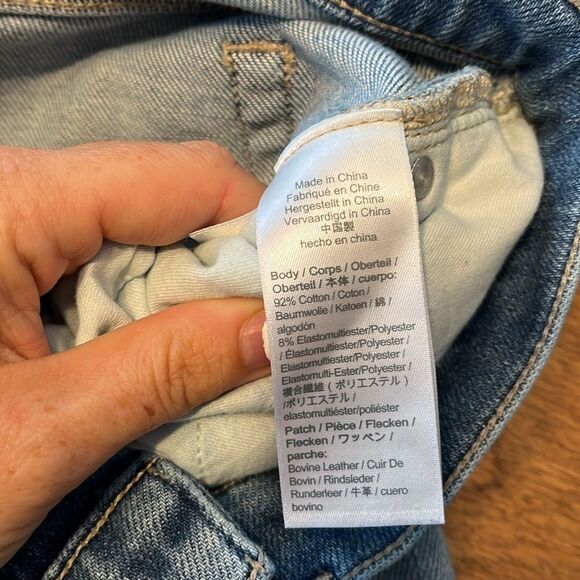 Made in China
Fabriqué en Chine
Hergestellt in China
Vervaardigd in China
中国製
hecho en china
Body / Corps / Oberteil /
Oberteil / 本体 / cuerpo:
92% Cotton / Coton /
Baumwolle / Katoen / 綿 /
algodón
8% Elastomultiester/Polyester
/ Élastomultiester/Polyester
Elastomulti-Ester/Polyester /
Elastomultiester/Polyester /
複合繊維 ( ポリエステル )
/ポリエステル /
elastomultiéster/poliéster
Patch / Pièce / Flecken /
Flecken / ワッペン /
parche:
Bovine Leather / Cuir De
Bovin / Rindsleder /
Runderleer / 牛革 / cuero
bovino